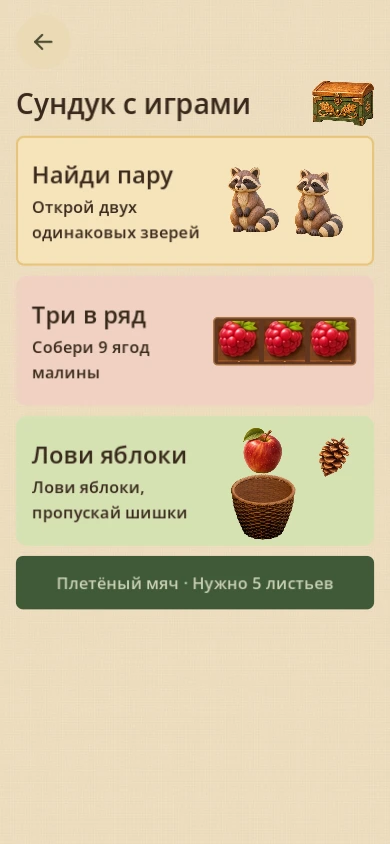 Сундук с играми
Найди пару
Открой двух
одинаковых зверей
Три в ряд
Собери 9 ягод
малины
Лови яблоки
Лови яблоки,
пропускай шишки
Плетёный мяч · Нужно 5 листьев